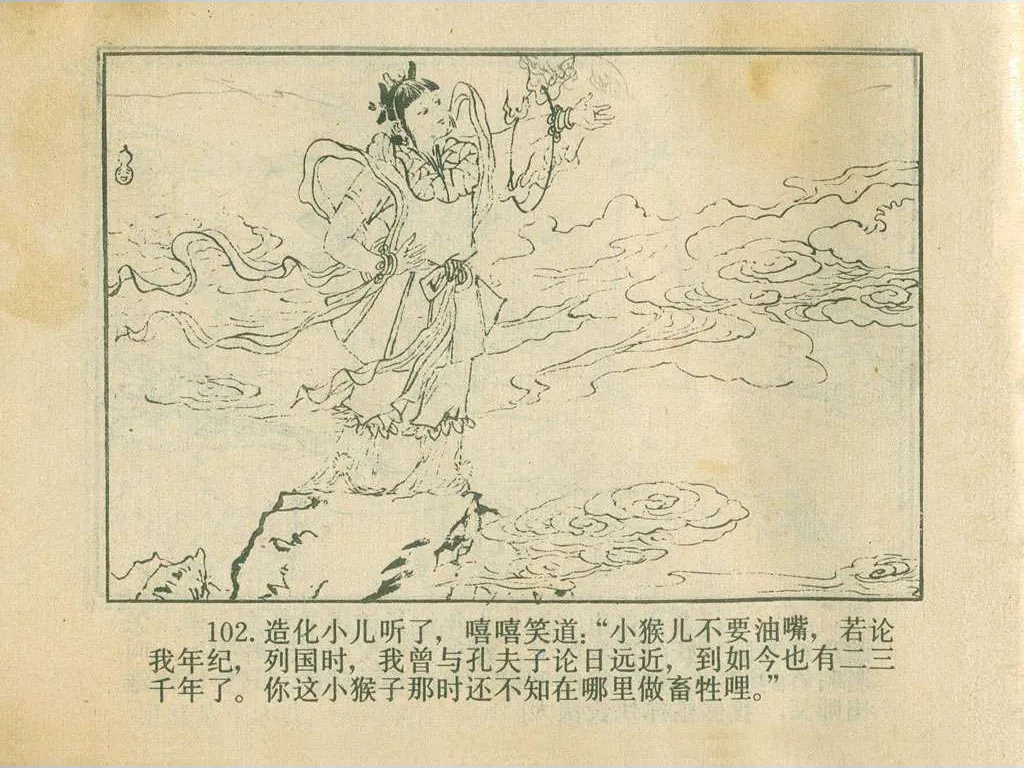 102. 造化小儿听了，嘻嘻笑道：“小猴儿不要油嘴，若论
我年纪，列国时，我曾与孔夫子论日远近，到如今也有二三
千年了。你这小猴子那时还不知在哪里做畜牲哩。”